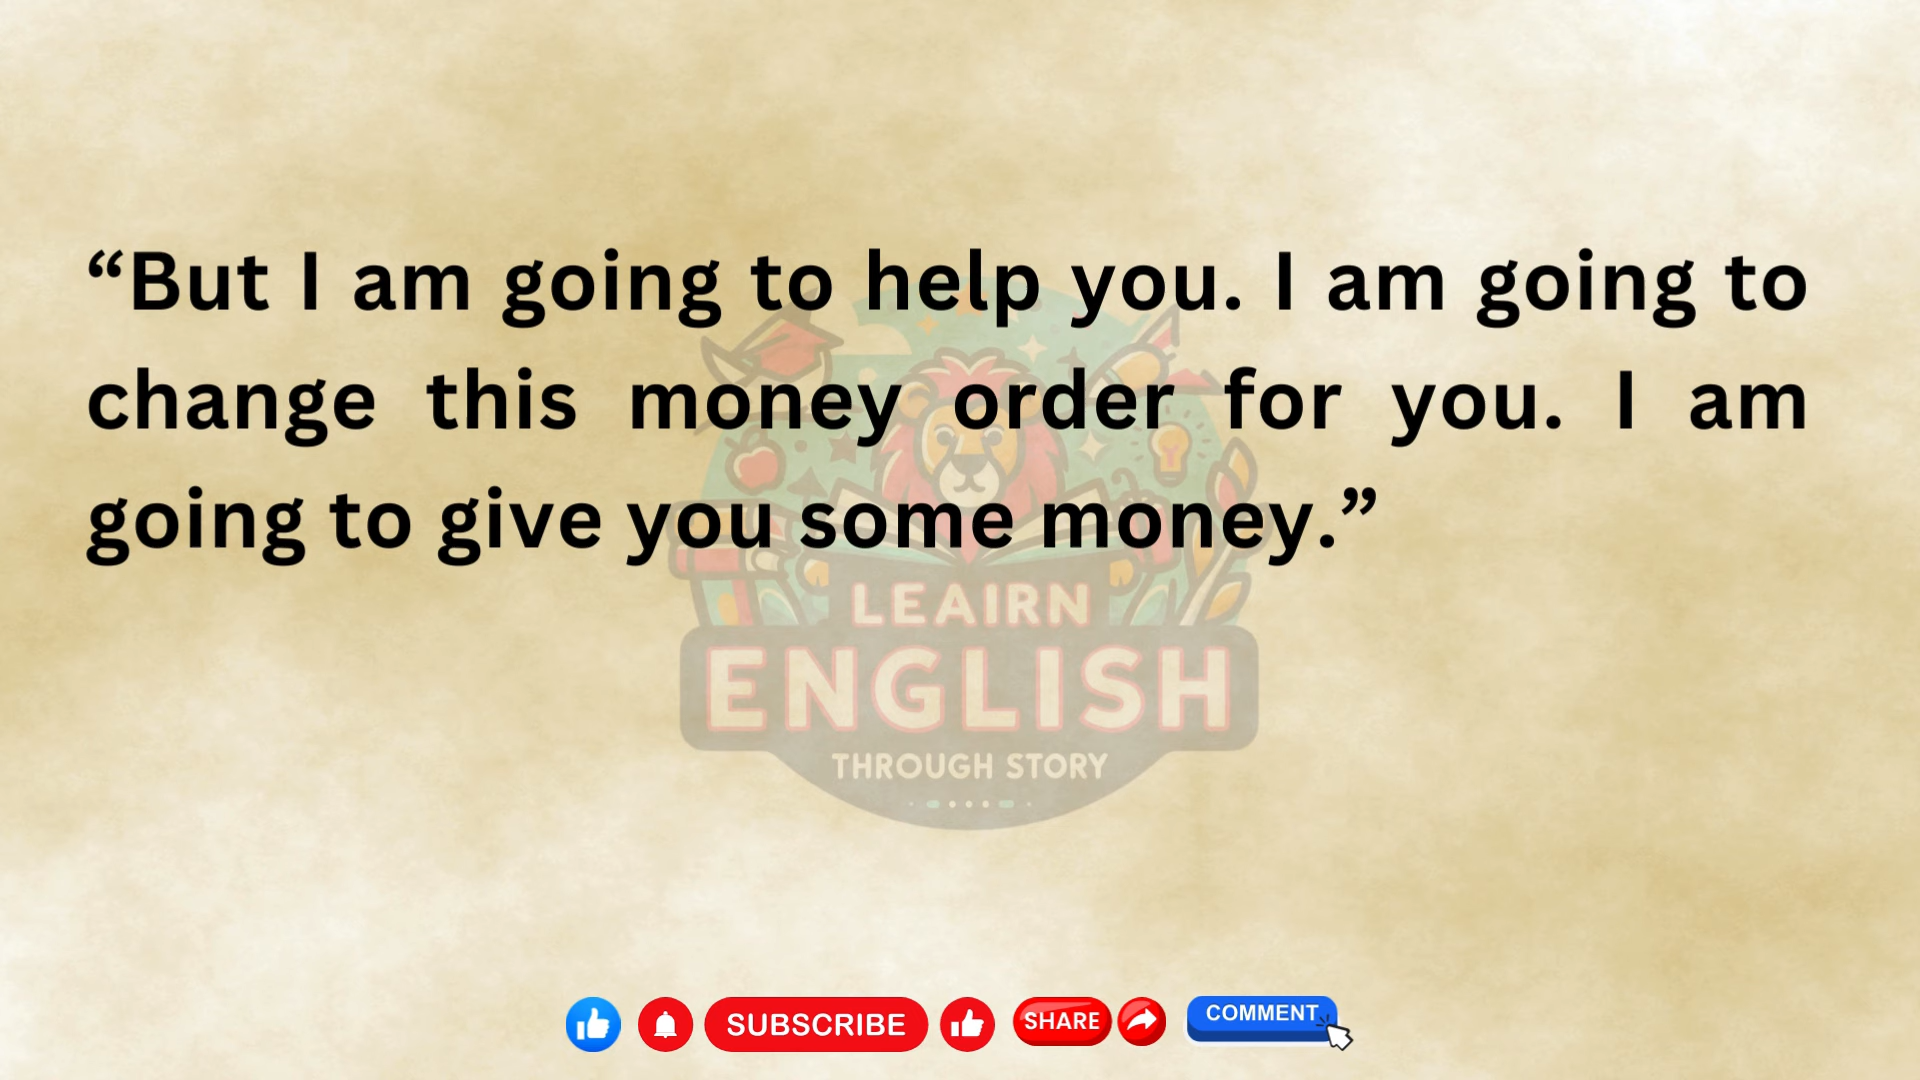 “But I am going to help you. I am going to
change this money order for you. I am
going to give you some money.”
LEAIRN
ENGLISH
THROUGH STORY
SUBSCRIBE
SHARE
COMMENT